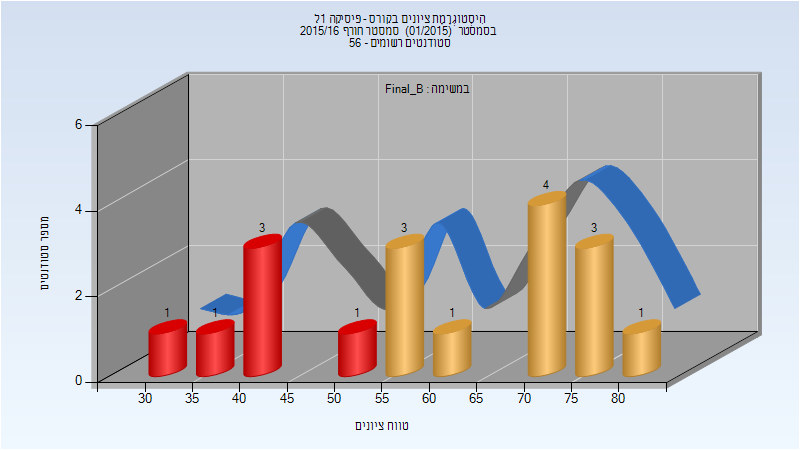 היסטוגרמת ציונים בקורס - פיסיקה 1ל
בסמסטר (01/2015) סמסטר חורף 2015/16
סטודנטים רשומים - 56
במשימה : Final_B
מספר סטודנטים
6
4
2
0
1
1
3
1
3
1
4
3
1
30 35 40 45 50 55 60 65 70 75 80
טווח ציונים